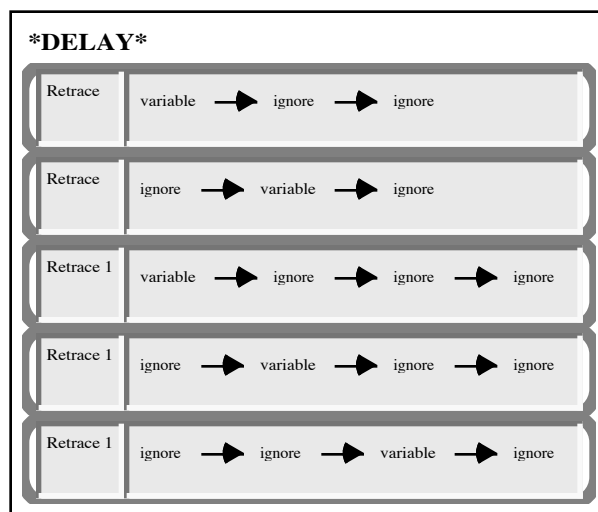 *DELAY*
Retrace variable ignore ignore
Retrace ignore variable ignore
Retrace 1 variable ignore ignore ignore
Retrace 1 ignore variable ignore ignore
Retrace 1 ignore ignore variable ignore